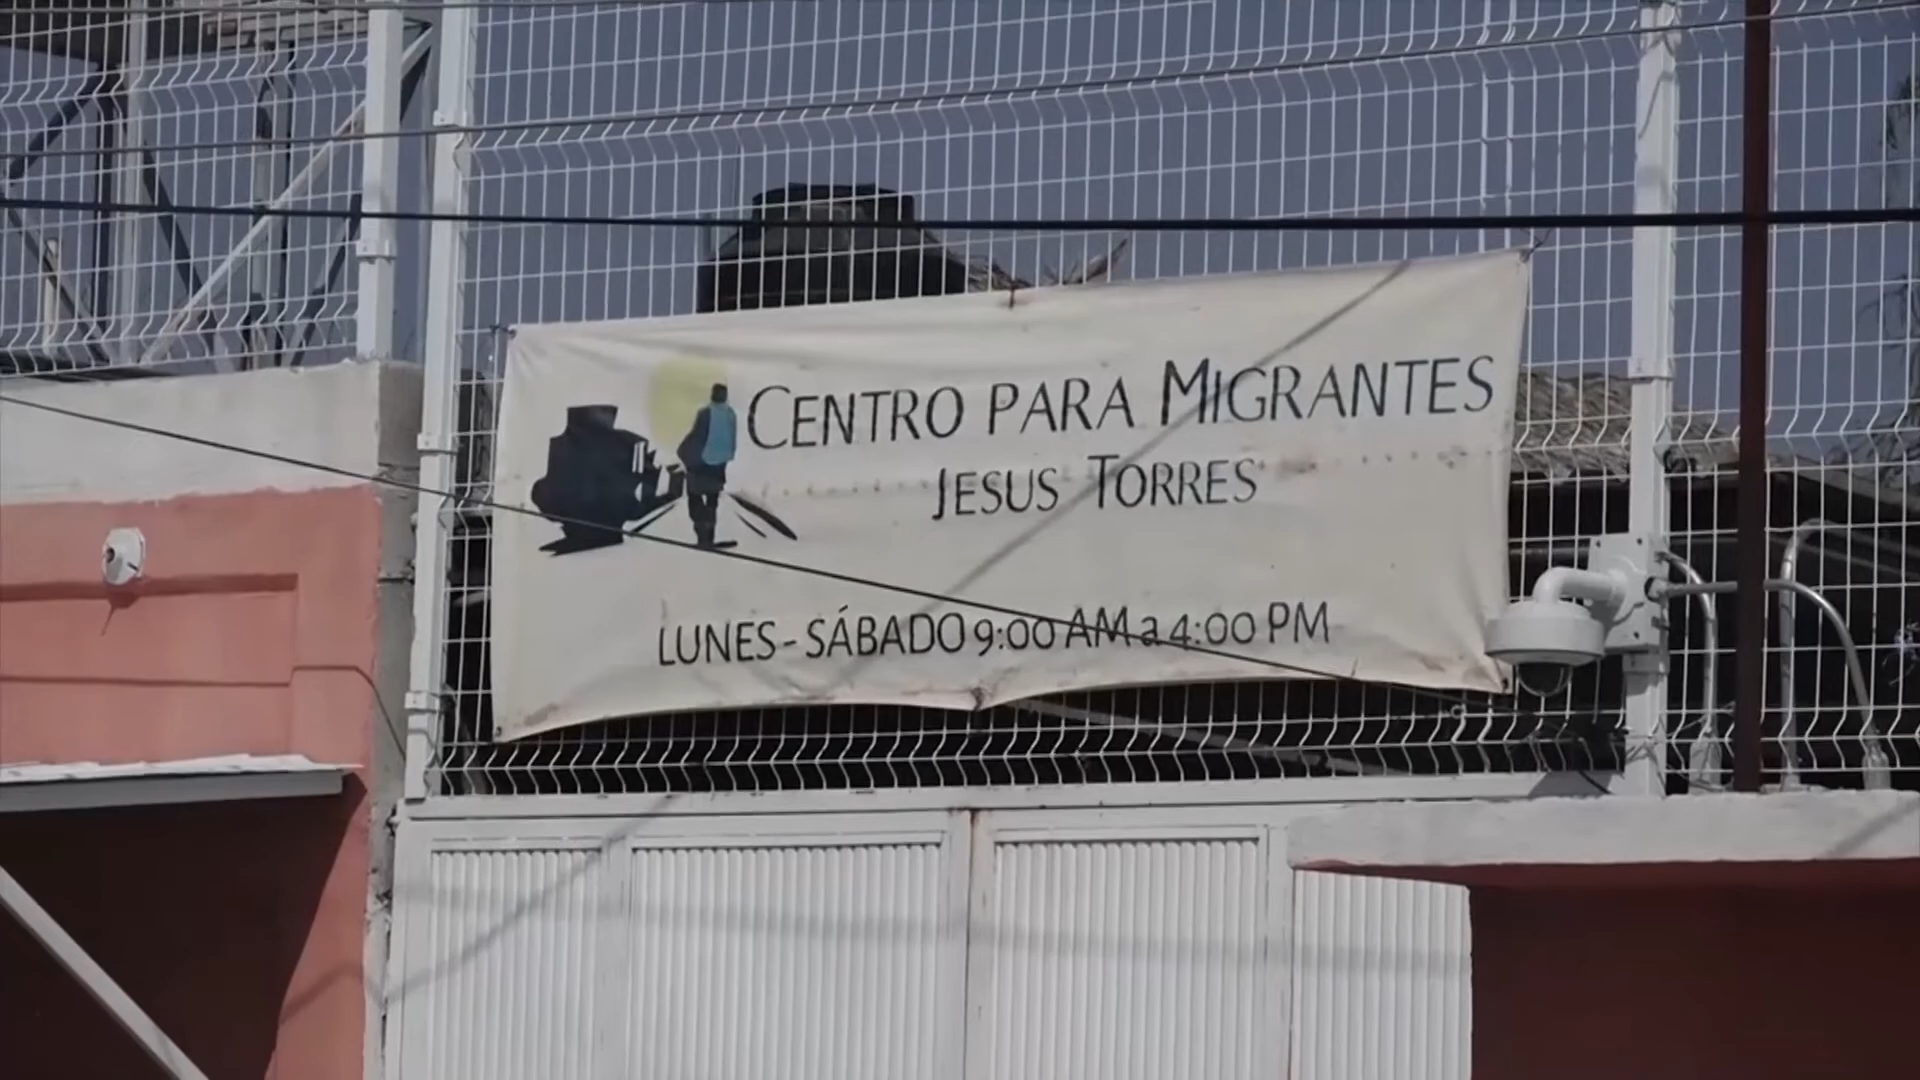 CENTRO PARA MIGRANTES
JESUS TORRES
LUNES - SÁBADO 9:00 AM a 4:00 PM